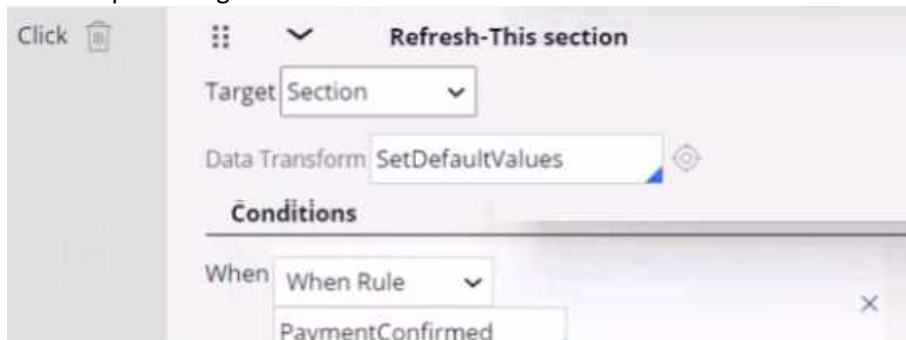 Click
Refresh-This section
Target Section
Data Transform SetDefaultValues
Conditions
When When Rule
PaymentConfirmed